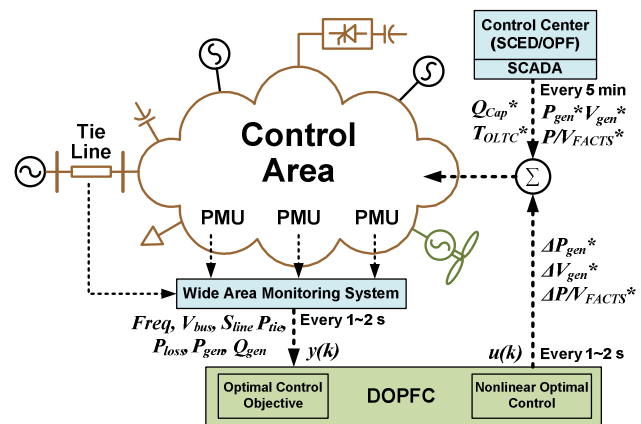 Control Center
(SCED/OPF)
SCADA
Every 5 min
Q_Cap* P_gen* V_gen*
T_OLTC* P/V_FACTS*
Tie
Line
Control
Area
Σ
PMU PMU PMU
Wide Area Monitoring System
Freq, V_bus, S_line P_tie, Every 1~2 s
P_loss, P_gen, Q_gen y(k)
ΔP_gen*
ΔV_gen*
ΔP/V_FACTS*
u(k) Every 1~2 s
Optimal Control
Objective
DOPFC
Nonlinear Optimal
Control